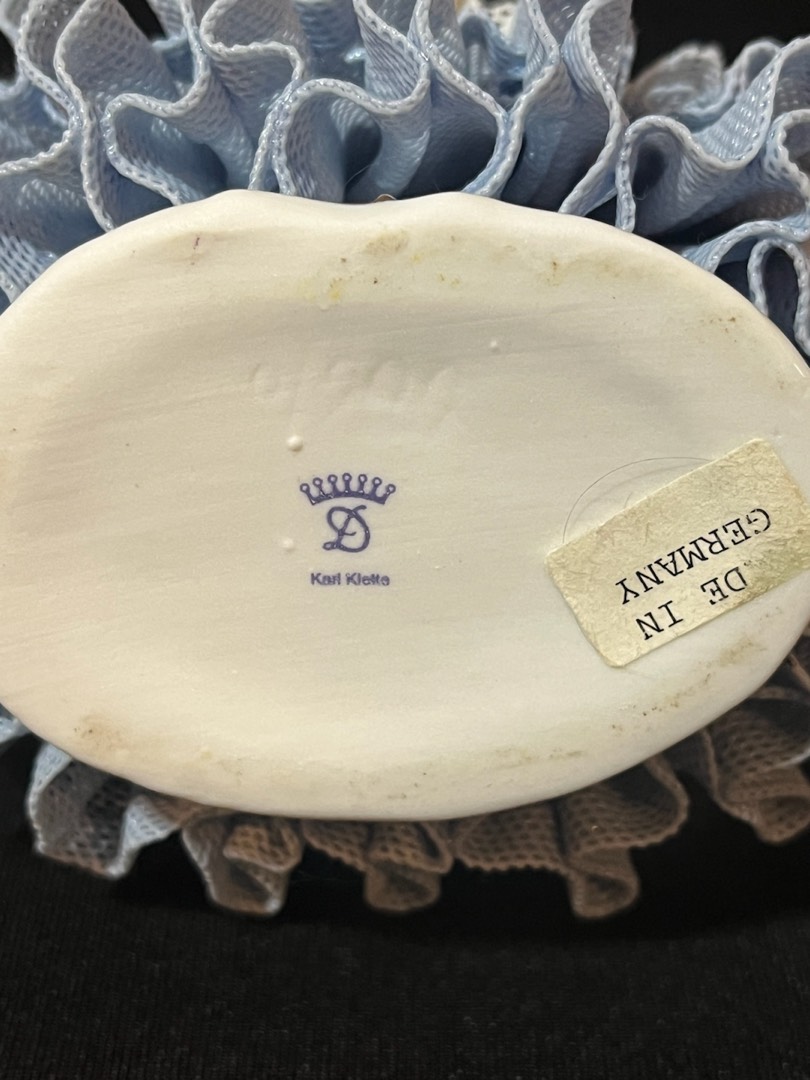 D
Karl Klette
DE IN
GERMANY